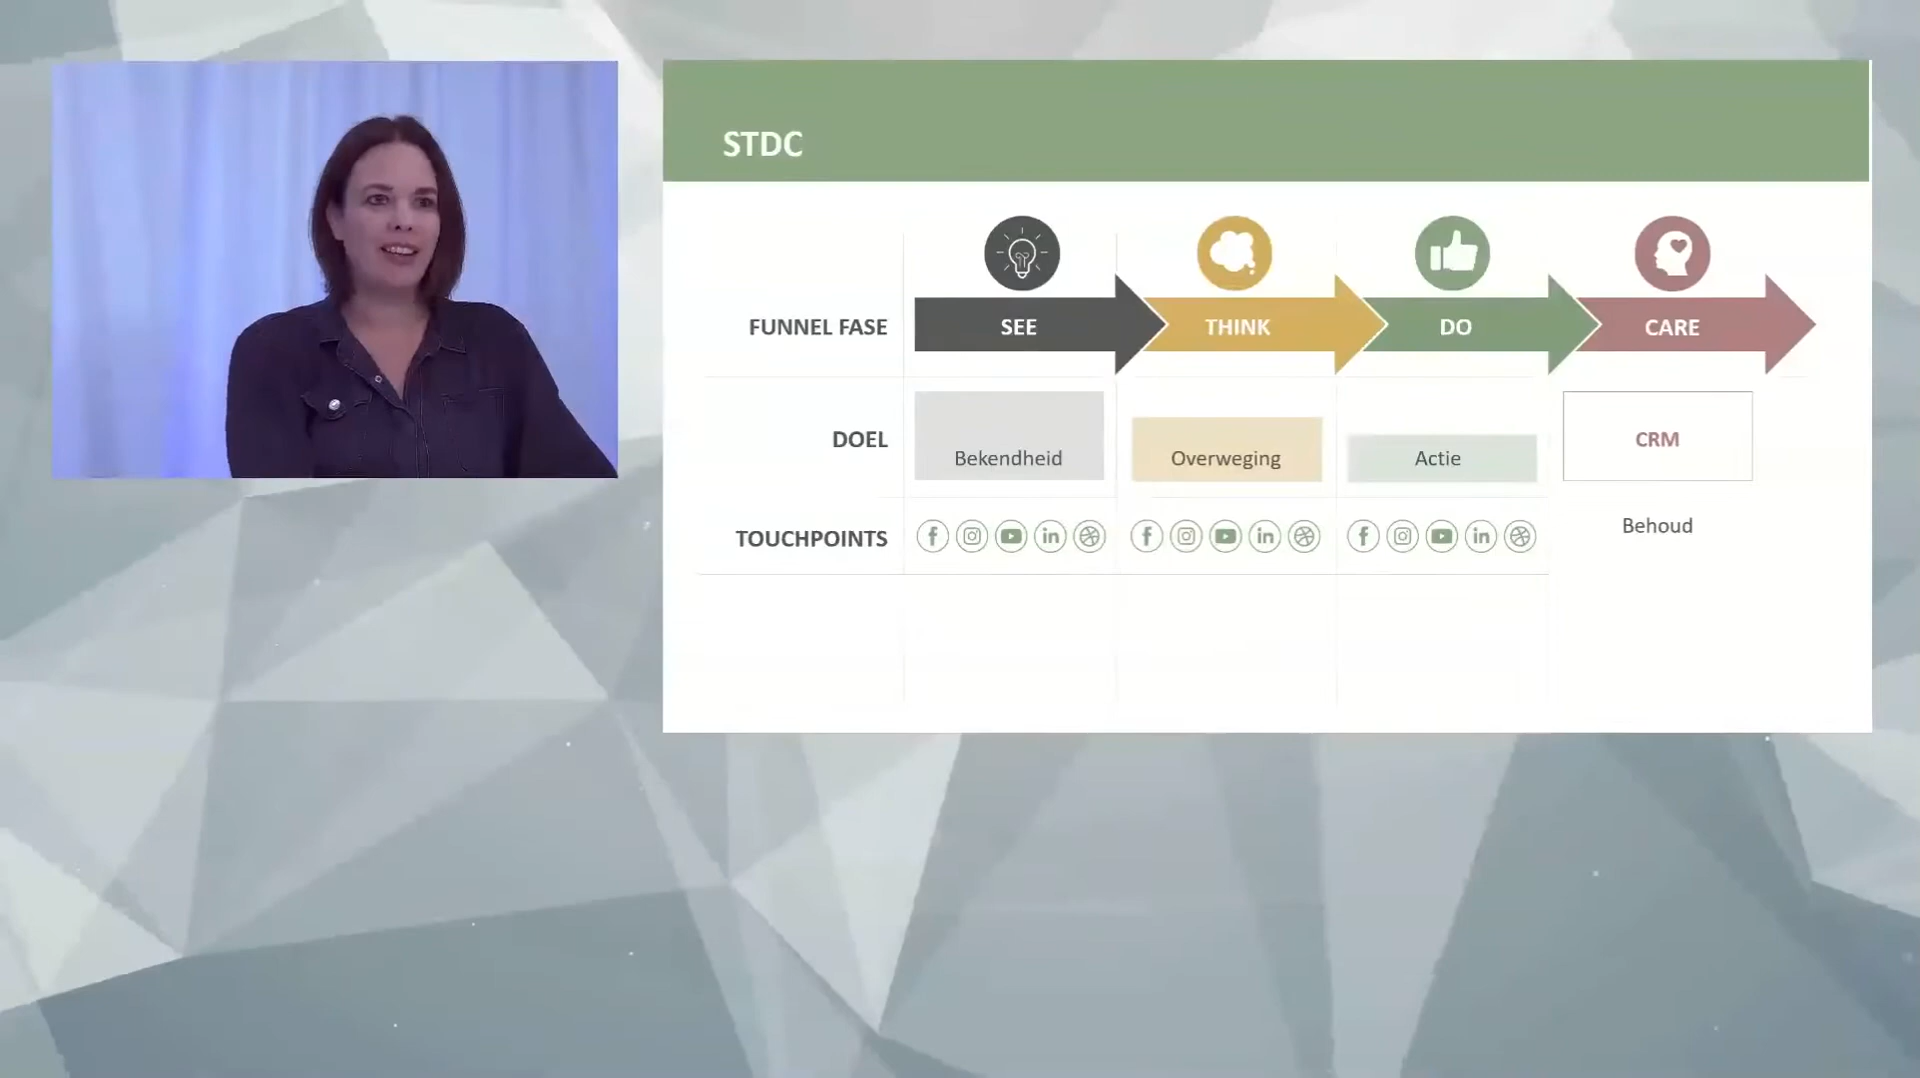 STDC
FUNNEL FASE SEE THINK DO CARE
DOEL Bekendheid Overweging Actie CRM
TOUCHPOINTS
Behoud